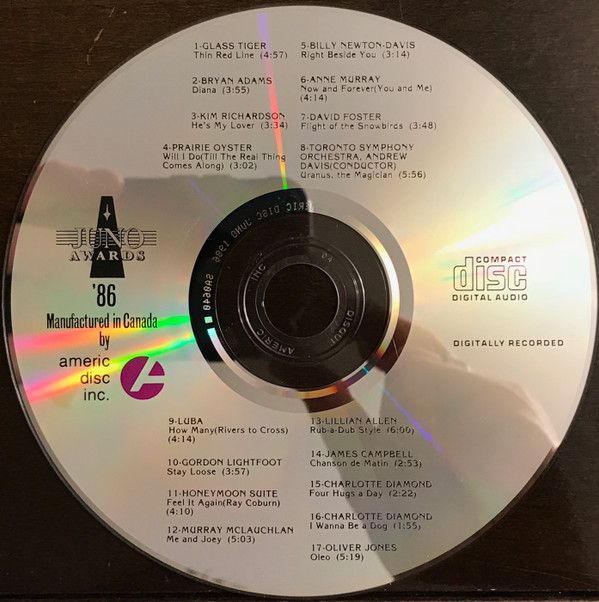 1-GLASS TIGER
Thin Red Line (4:57)
2-BRYAN ADAMS
Diana (3:55)
3-KIM RICHARDSON
He's My Lover (3:34)
4-PRAIRIE OYSTER
Will I Do(Till The Real Thing
Comes Along) (3:02)
5-BILLY NEWTON-DAVIS
Right Beside You (3:14)
6-ANNE MURRAY
Now and Forever(You and Me)
(4:14)
7-DAVID FOSTER
Flight of the Snowbirds (3:48)
8-TORONTO SYMPHONY
ORCHESTRA, ANDREW
DAVIS(CONDUCTOR)
Uranus, the Magician (5:56)
JUNO
AWARDS
'86
Manufactured in Canada
by
americ
disc
inc.
AMERIC DISC JUNO 1986 
INC
AMERIC
DISQUE
COMPACT
disc
DIGITAL AUDIO
DIGITALLY RECORDED
9-LUBA
How Many(Rivers to Cross)
(4:14)
10-GORDON LIGHTFOOT
Stay Loose (3:57)
11-HONEYMOON SUITE
Feel It Again(Ray Coburn)
(4:10)
12-MURRAY MCLAUCHLAN
Me and Joey (5:03)
13-LILLIAN ALLEN
Rub-a-Dub Style (6:00)
14-JAMES CAMPBELL
Chanson de Matin (2:53)
15-CHARLOTTE DIAMOND
Four Hugs a Day (2:22)
16-CHARLOTTE DIAMOND
I Wanna Be a Dog (1:55)
17-OLIVER JONES
Oleo (5:19)